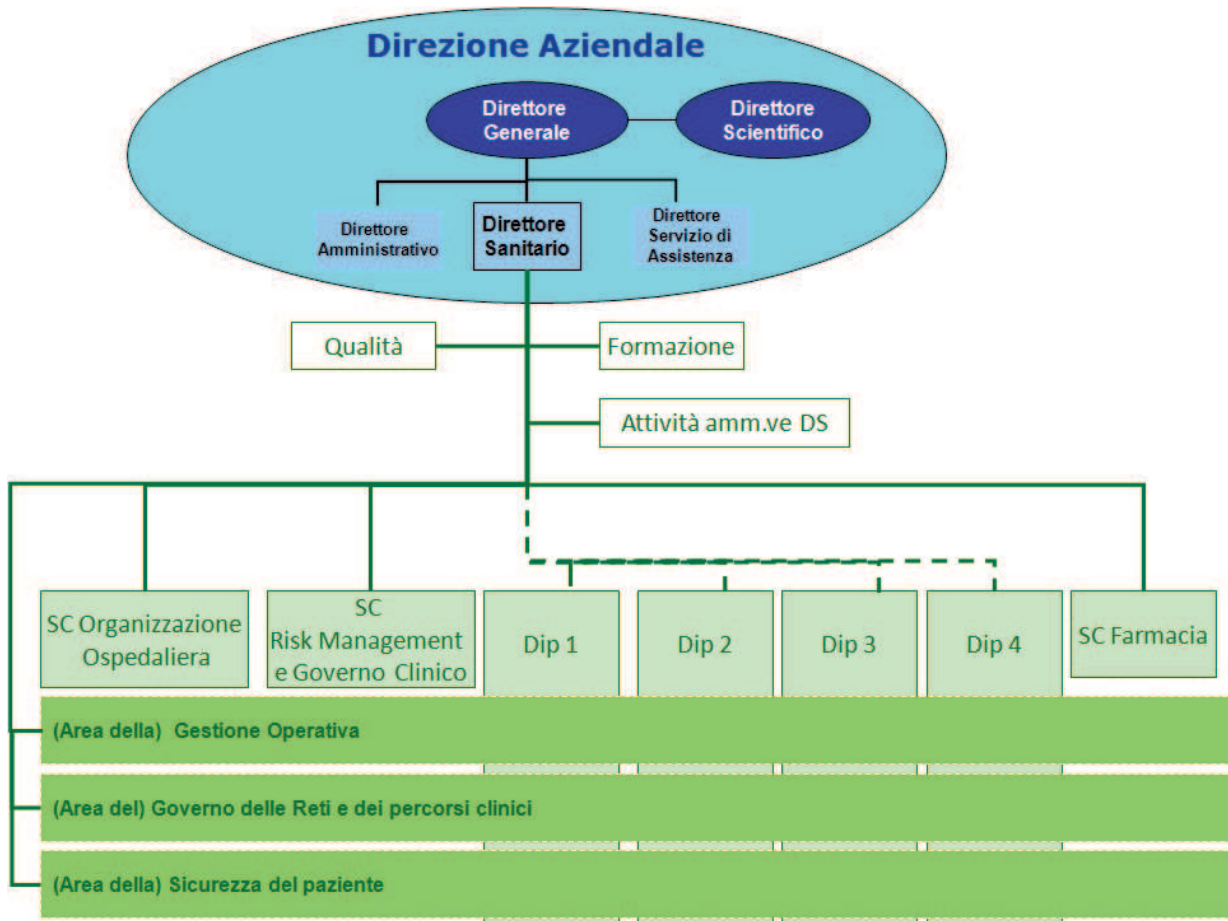 Direzione Aziendale
Direttore
Generale
Direttore
Scientifico
Direttore
Amministrativo
Direttore
Sanitario
Direttore
Servizio di
Assistenza
Qualità
Formazione
Attività amm.ve DS
SC Organizzazione
Ospedaliera
SC
Risk Management
e Governo Clinico
Dip 1
Dip 2
Dip 3
Dip 4
SC Farmacia
(Area della) Gestione Operativa
(Area del) Governo delle Reti e dei percorsi clinici
(Area della) Sicurezza del paziente